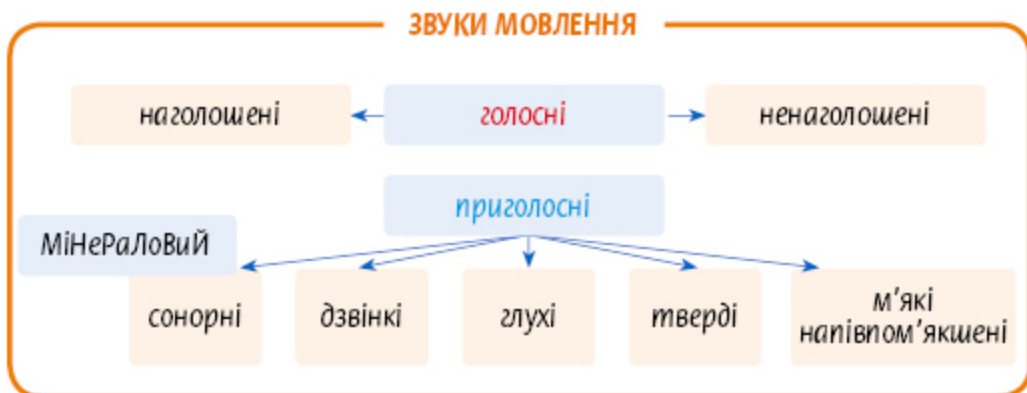 ЗВУКИ МОВЛЕННЯ
наголошені голосні ненаголошені
приголосні
МіНеРаЛоВиЙ
сонорні дзвінкі глухі тверді м'які
напівпом'якшені